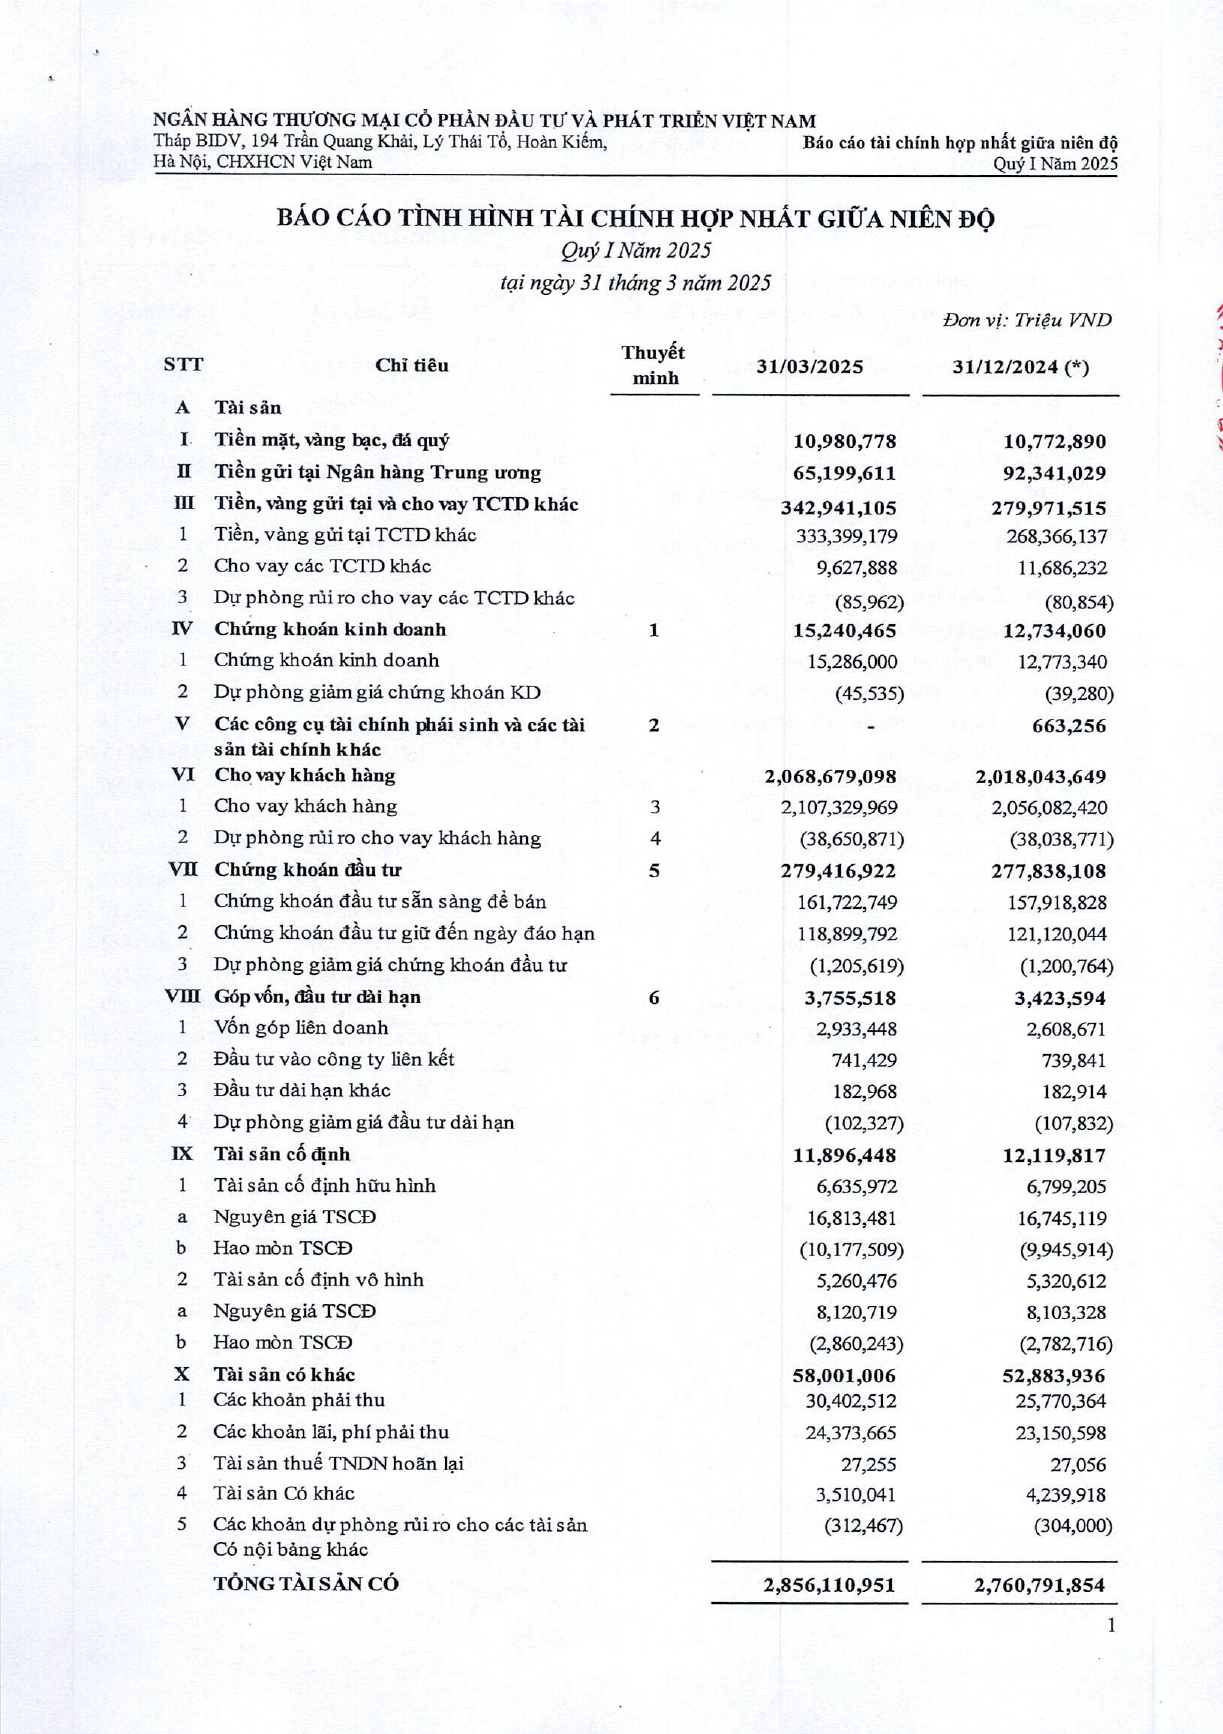 NGÂN HÀNG THƯƠNG MẠI CỔ PHẦN ĐẦU TƯ VÀ PHÁT TRIỂN VIỆT NAM
Tháp BIDV, 194 Trần Quang Khải, Lý Thái Tổ, Hoàn Kiếm, Báo cáo tài chính hợp nhất giữa niên độ
Hà Nội, CHXHCN Việt Nam Quý I Năm 2025
BÁO CÁO TÌNH HÌNH TÀI CHÍNH HỢP NHẤT GIỮA NIÊN ĐỘ
Quý I Năm 2025
tại ngày 31 tháng 3 năm 2025
Đơn vị: Triệu VND
STT Chỉ tiêu Thuyết minh 31/03/2025 31/12/2024 (*)
A Tài sản
I Tiền mặt, vàng bạc, đá quý 10,980,778 10,772,890
II Tiền gửi tại Ngân hàng Trung ương 65,199,611 92,341,029
III Tiền, vàng gửi tại và cho vay TCTD khác 342,941,105 279,971,515
1 Tiền, vàng gửi tại TCTD khác 333,399,179 268,366,137
2 Cho vay các TCTD khác 9,627,888 11,686,232
3 Dự phòng rủi ro cho vay các TCTD khác (85,962) (80,854)
IV Chứng khoán kinh doanh 1 15,240,465 12,734,060
1 Chứng khoán kinh doanh 15,286,000 12,773,340
2 Dự phòng giảm giá chứng khoán KD (45,535) (39,280)
V Các công cụ tài chính phái sinh và các tài 2 - 663,256
sản tài chính khác
VI Cho vay khách hàng 2,068,679,098 2,018,043,649
1 Cho vay khách hàng 3 2,107,329,969 2,056,082,420
2 Dự phòng rủi ro cho vay khách hàng 4 (38,650,871) (38,038,771)
VII Chứng khoán đầu tư 5 279,416,922 277,838,108
1 Chứng khoán đầu tư sẵn sàng để bán 161,722,749 157,918,828
2 Chứng khoán đầu tư giữ đến ngày đáo hạn 118,899,792 121,120,044
3 Dự phòng giảm giá chứng khoán đầu tư (1,205,619) (1,200,764)
VIII Góp vốn, đầu tư dài hạn 6 3,755,518 3,423,594
1 Vốn góp liên doanh 2,933,448 2,608,671
2 Đầu tư vào công ty liên kết 741,429 739,841
3 Đầu tư dài hạn khác 182,968 182,914
4 Dự phòng giảm giá đầu tư dài hạn (102,327) (107,832)
IX Tài sản cố định 11,896,448 12,119,817
1 Tài sản cố định hữu hình 6,635,972 6,799,205
a Nguyên giá TSCĐ 16,813,481 16,745,119
b Hao mòn TSCĐ (10,177,509) (9,945,914)
2 Tài sản cố định vô hình 5,260,476 5,320,612
a Nguyên giá TSCĐ 8,120,719 8,103,328
b Hao mòn TSCĐ (2,860,243) (2,782,716)
X Tài sản có khác 58,001,006 52,883,936
1 Các khoản phải thu 30,402,512 25,770,364
2 Các khoản lãi, phí phải thu 24,373,665 23,150,598
3 Tài sản thuế TNDN hoãn lại 27,255 27,056
4 Tài sản Có khác 3,510,041 4,239,918
5 Các khoản dự phòng rủi ro cho các tài sản (312,467) (304,000)
Có nội bảng khác
TỔNG TÀI SẢN CÓ 2,856,110,951 2,760,791,854
1